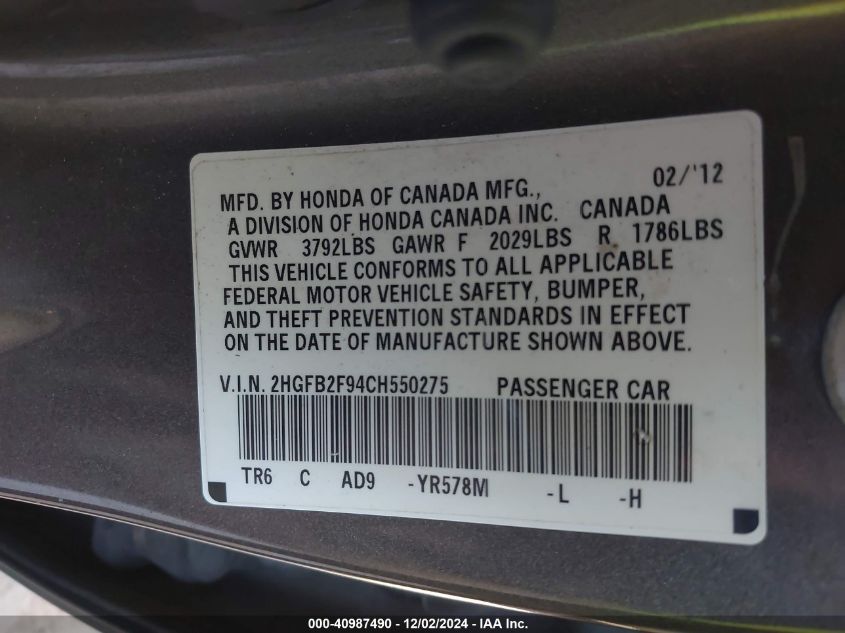 02/'12
MFD. BY HONDA OF CANADA MFG.,
A DIVISION OF HONDA CANADA INC. CANADA
GVWR 3792LBS GAWR F 2029LBS R 1786LBS
THIS VEHICLE CONFORMS TO ALL APPLICABLE
FEDERAL MOTOR VEHICLE SAFETY, BUMPER,
AND THEFT PREVENTION STANDARDS IN EFFECT
ON THE DATE OF MANUFACTURE SHOWN ABOVE.
V.I.N. 2HGFB2F94CH550275 PASSENGER CAR
TR6 C AD9 -YR578M -L -H
000-40987490 - 12/02/2024 - IAA Inc.